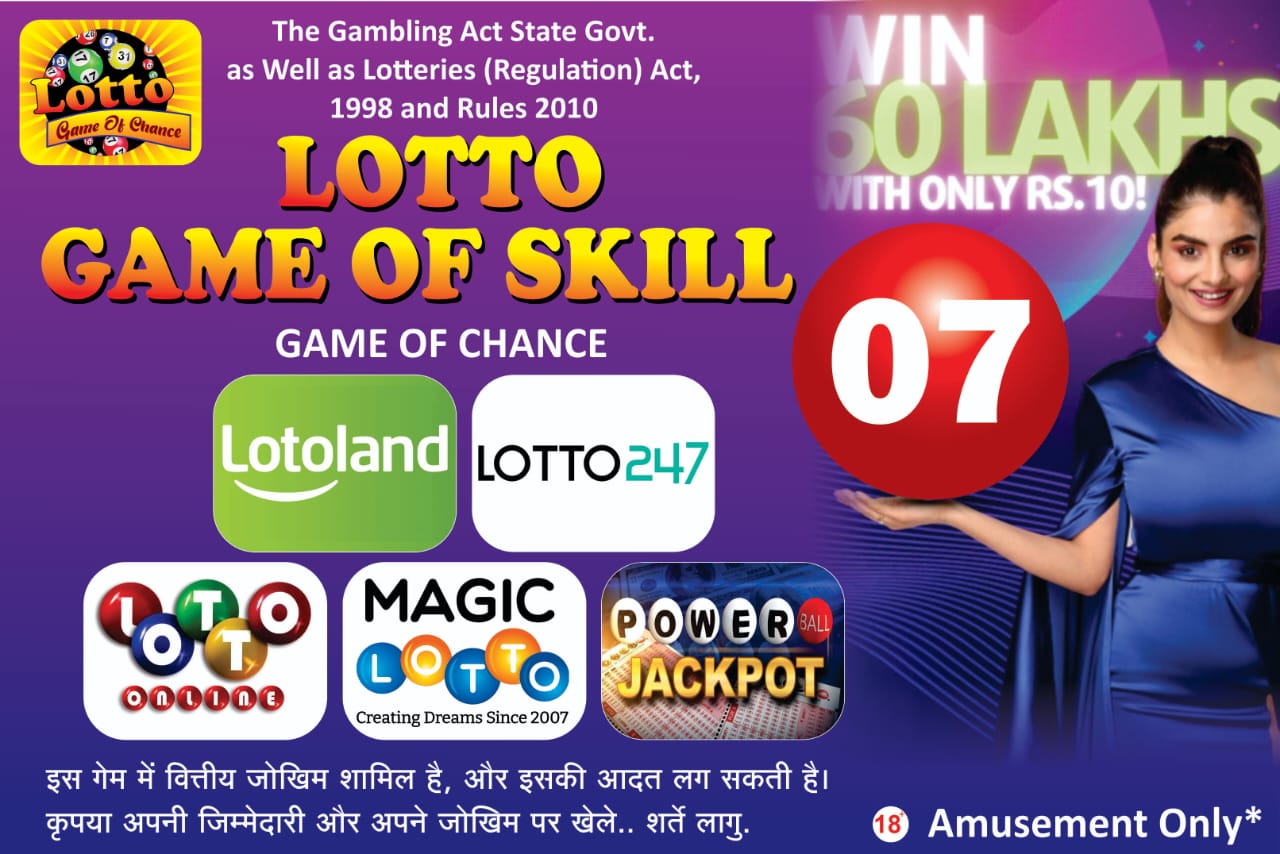 Lotto
Game Of Chance
The Gambling Act State Govt.
as Well as Lotteries (Regulation) Act,
1998 and Rules 2010
LOTTO
GAME OF SKILL
GAME OF CHANCE
WIN
60 LAKHS
WITH ONLY RS.10!
07
Lotoland
LOTTO247
LOTTO
ONLINE
MAGIC
LOTTO
Creating Dreams Since 2007
POWER BALL
JACKPOT
इस गेम में वित्तीय जोखिम शामिल है, और इसकी आदत लग सकती है।
कृपया अपनी जिम्मेदारी और अपने जोखिम पर खेले.. शर्ते लागु.
18+ Amusement Only*